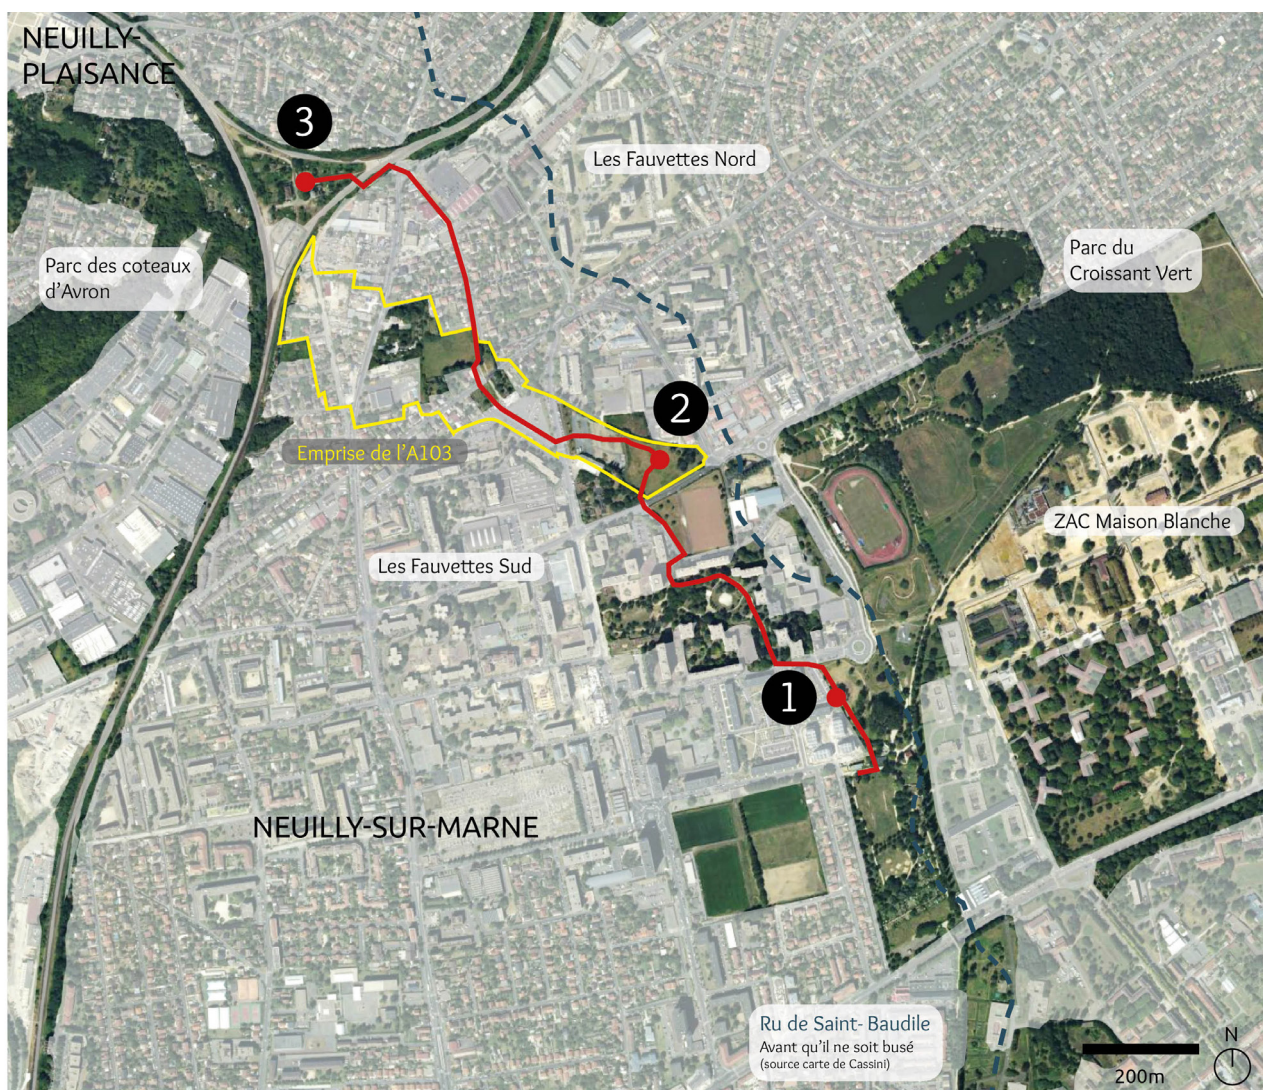 NEUILLY-
PLAISANCE
3
Les Fauvettes Nord
Parc du
Croissant Vert
Parc des coteaux
d’Avron
2
Emprise de l’A103
ZAC Maison Blanche
Les Fauvettes Sud
1
NEUILLY-SUR-MARNE
Ru de Saint- Baudile
Avant qu’il ne soit busé
(source carte de Cassini)
N
200m